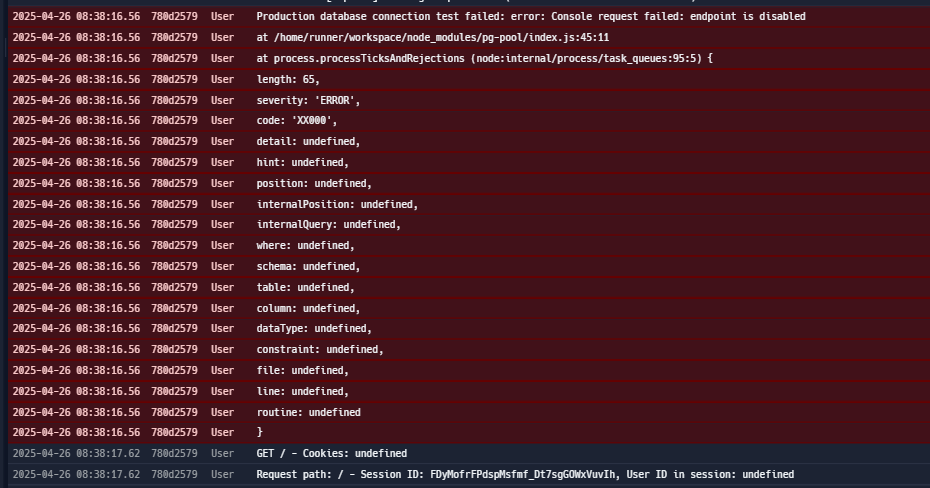 2025-04-26 08:38:16.56 780d2579 User Production database connection test failed: error: Console request failed: endpoint is disabled
2025-04-26 08:38:16.56 780d2579 User at /home/runner/workspace/node_modules/pg-pool/index.js:45:11
2025-04-26 08:38:16.56 780d2579 User at process.processTicksAndRejections (node:internal/process/task_queues:95:5) {
2025-04-26 08:38:16.56 780d2579 User length: 65,
2025-04-26 08:38:16.56 780d2579 User severity: 'ERROR',
2025-04-26 08:38:16.56 780d2579 User code: 'XX000',
2025-04-26 08:38:16.56 780d2579 User detail: undefined,
2025-04-26 08:38:16.56 780d2579 User hint: undefined,
2025-04-26 08:38:16.56 780d2579 User position: undefined,
2025-04-26 08:38:16.56 780d2579 User internalPosition: undefined,
2025-04-26 08:38:16.56 780d2579 User internalQuery: undefined,
2025-04-26 08:38:16.56 780d2579 User where: undefined,
2025-04-26 08:38:16.56 780d2579 User schema: undefined,
2025-04-26 08:38:16.56 780d2579 User table: undefined,
2025-04-26 08:38:16.56 780d2579 User column: undefined,
2025-04-26 08:38:16.56 780d2579 User dataType: undefined,
2025-04-26 08:38:16.56 780d2579 User constraint: undefined,
2025-04-26 08:38:16.56 780d2579 User file: undefined,
2025-04-26 08:38:16.56 780d2579 User line: undefined,
2025-04-26 08:38:16.56 780d2579 User routine: undefined
2025-04-26 08:38:16.56 780d2579 User }
2025-04-26 08:38:17.62 780d2579 User GET / - Cookies: undefined
2025-04-26 08:38:17.62 780d2579 User Request path: / - Session ID: FDyMofrFPdspMsfmf_Dt7sgGOWxVuvIh, User ID in session: undefined